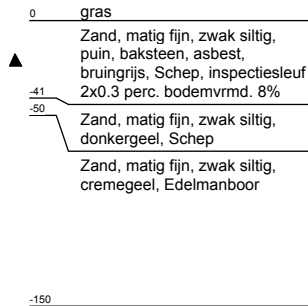 0 gras
Zand, matig fijn, zwak siltig,
puin, baksteen, asbest,
bruingrijs, Schep, inspectiesleuf
-41 2x0.3 perc. bodemvrmd. 8%
-50 Zand, matig fijn, zwak siltig,
donkergeel, Schep
Zand, matig fijn, zwak siltig,
cremegeel, Edelmanboor
-150